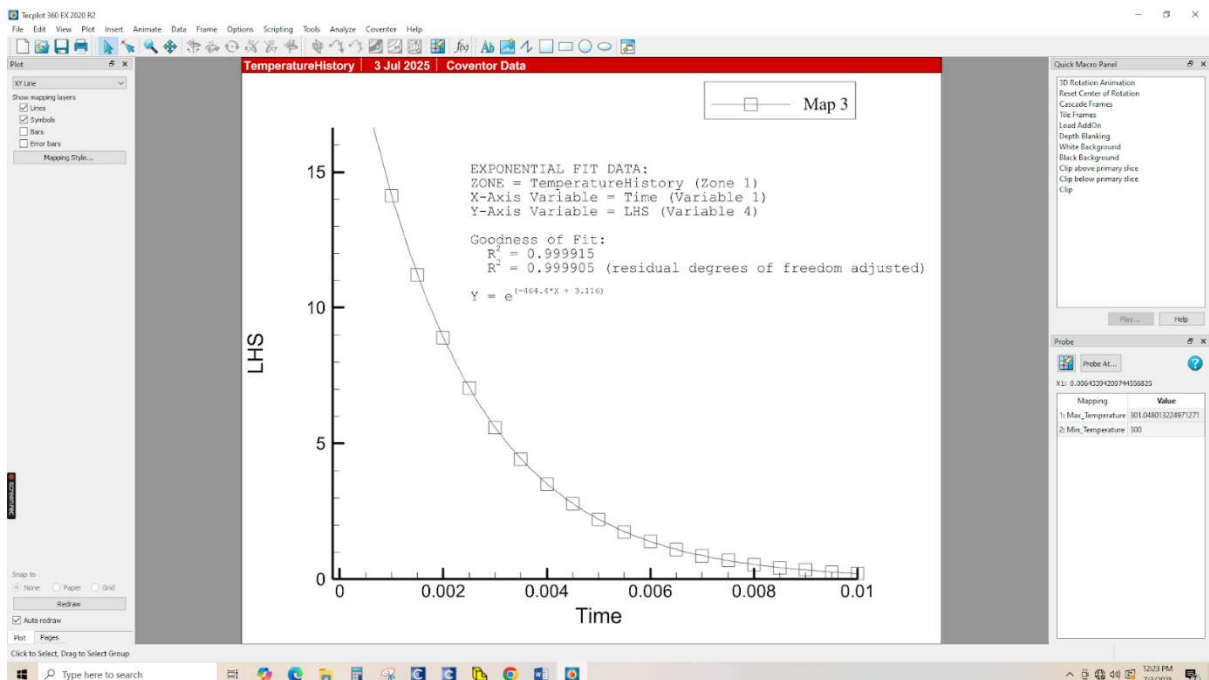 Tecplot 360 EX 2020 R2
File Edit View Plot Insert Animate Data Frame Options Scripting Tools Analyze Coventor Help
Plot
XY Line
Show mapping layers
Lines
Symbols
Bars
Error bars
Mapping Style...
Snap to
None Paper Grid
Redraw
Auto redraw
Plot Pages
Click to Select, Drag to Select Group
TemperatureHistory | 3 Jul 2025 | Coventor Data
Map 3
EXPONENTIAL FIT DATA:
ZONE = TemperatureHistory (Zone 1)
X-Axis Variable = Time (Variable 1)
Y-Axis Variable = LHS (Variable 4)
Goodness of Fit:
R² = 0.999915
R² = 0.999905 (residual degrees of freedom adjusted)
Y = e^(-464.4*X + 3.116)
15
10
5
0
LHS
0 0.002 0.004 0.006 0.008 0.01
Time
Quick Macro Panel
3D Rotation Animation
Reset Center of Rotation
Cascade Frames
Tile Frames
Load AddOn
Depth Blanking
White Background
Black Background
Clip above primary slice
Clip below primary slice
Clip
Play... Help
Probe
Probe At...
Mapping Value
1: Max_Temperature 301.048013224971271
2: Min_Temperature 300
screenrec
Type here to search
12:23 PM